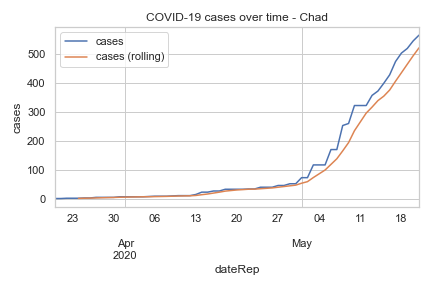 COVID-19 cases over time - Chad
cases
cases (rolling)
500
400
300
200
100
0
cases
23 30 06 13 20 27 04 11 18
Apr May
2020
dateRep